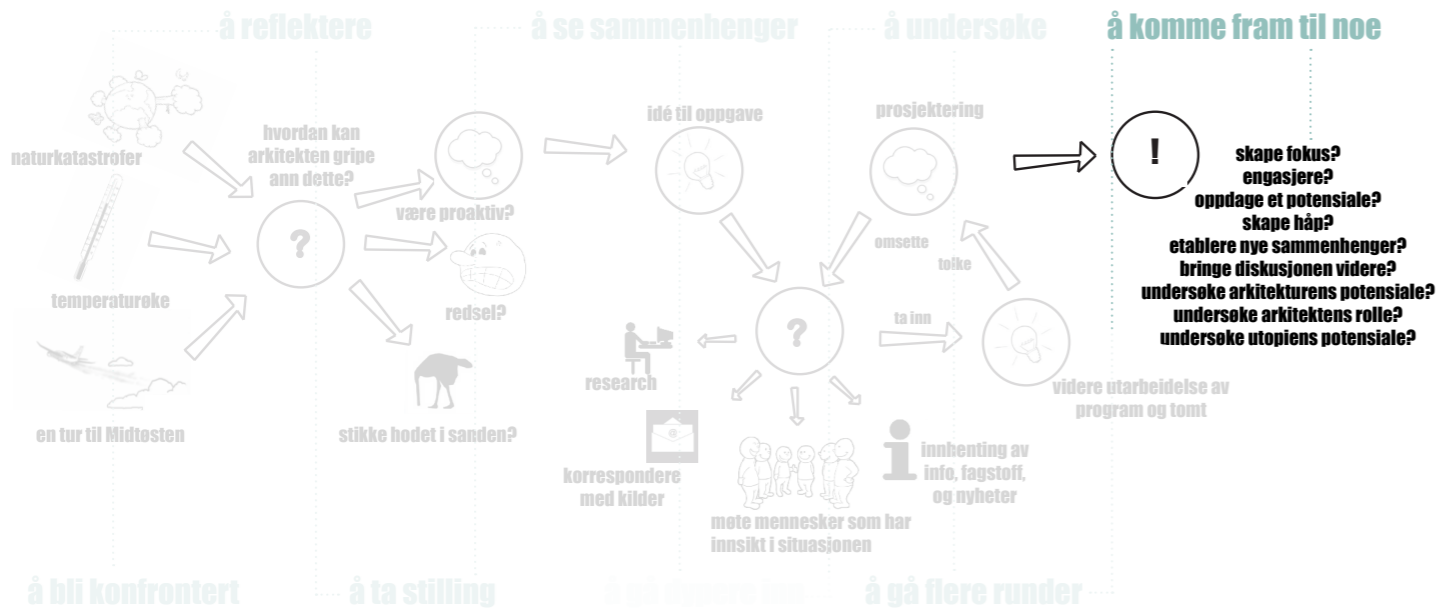 å reflektere
å se sammenhenger
å undersøke
å komme fram til noe
naturkatastrofer
temperaturøke
en tur til Midtøsten
hvordan kan
arkitekten gripe
ann dette?
?
være proaktiv?
redsel?
stikke hodet i sanden?
idé til oppgave
prosjektering
omsette
tolke
?
ta inn
research
@
korrespondere
med kilder
møte mennesker som har
innsikt i situasjonen
i
innhenting av
info, fagstoff,
og nyheter
videre utarbeidelse av
program og tomt
!
skape fokus?
engasjere?
oppdage et potensiale?
skape håp?
etablere nye sammenhenger?
bringe diskusjonen videre?
undersøke arkitekturens potensiale?
undersøke arkitektens rolle?
undersøke utopiens potensiale?
å bli konfrontert
å ta stilling
å gå flere runder